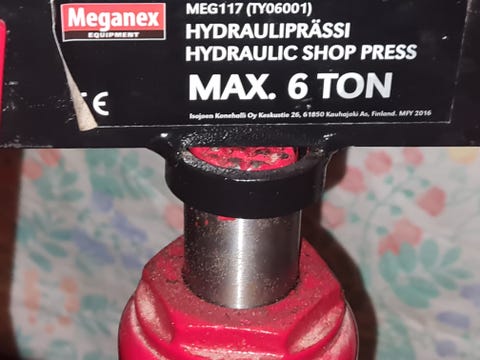 Meganex
EQUIPMENT
MEG117 (TY06001)
HYDRAULIPRÄSSI
HYDRAULIC SHOP PRESS
MAX. 6 TON
CE
Isojoen Konehalli Oy Keskustie 26, 61850 Kauhajoki As, Finland. MFY 2016